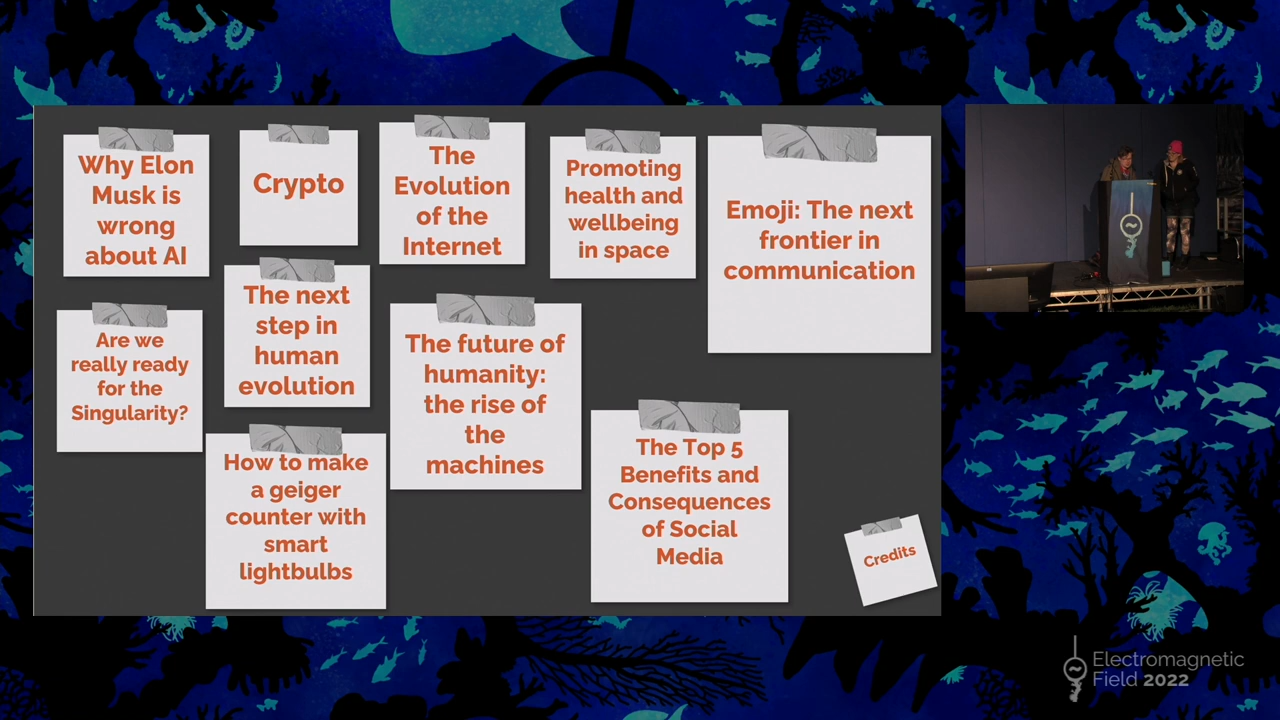 Why Elon
Musk is
wrong
about AI
Crypto
The
Evolution
of the
Internet
Promoting
health and
wellbeing
in space
Emoji: The next
frontier in
communication
Are we
really ready
for the
Singularity?
The next
step in
human
evolution
The future of
humanity:
the rise of
the
machines
How to make
a geiger
counter with
smart
lightbulbs
The Top 5
Benefits and
Consequences
of Social
Media
Credits
Electromagnetic
Field 2022